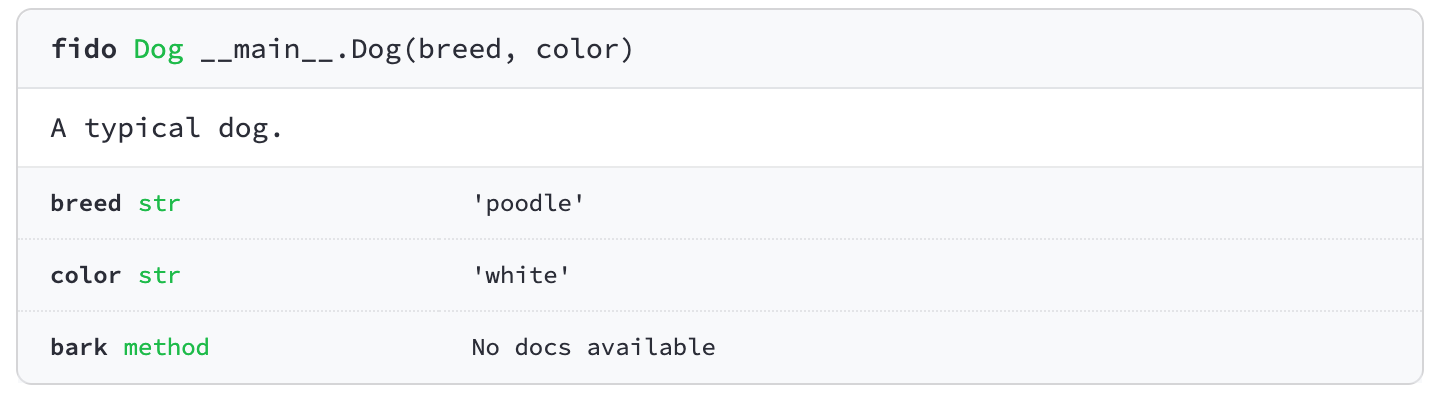 fido Dog __main__.Dog(breed, color)
A typical dog.
breed str 'poodle'
color str 'white'
bark method No docs available